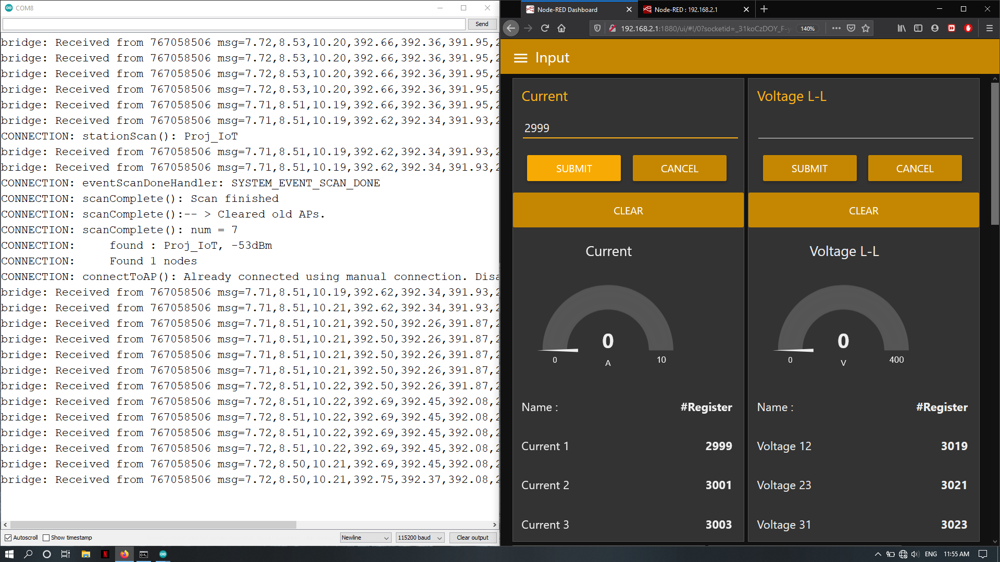 COM8
Send
bridge: Received from 767058506 msg=7.72,8.53,10.20,392.66,392.36,391.95,2
bridge: Received from 767058506 msg=7.72,8.53,10.20,392.66,392.36,391.95,2
bridge: Received from 767058506 msg=7.72,8.53,10.20,392.66,392.36,391.95,2
bridge: Received from 767058506 msg=7.72,8.53,10.20,392.66,392.36,391.95,2
bridge: Received from 767058506 msg=7.71,8.51,10.19,392.66,392.36,391.95,2
bridge: Received from 767058506 msg=7.71,8.51,10.19,392.62,392.34,391.93,2
CONNECTION: stationScan(): Proj_IoT
bridge: Received from 767058506 msg=7.71,8.51,10.19,392.62,392.34,391.93,2
bridge: Received from 767058506 msg=7.71,8.51,10.19,392.62,392.34,391.93,2
CONNECTION: eventScanDoneHandler: SYSTEM_EVENT_SCAN_DONE
CONNECTION: scanComplete(): Scan finished
CONNECTION: scanComplete():-- > Cleared old APs.
CONNECTION: scanComplete(): num = 7
CONNECTION: found : Proj_IoT, -53dBm
CONNECTION: Found 1 nodes
CONNECTION: connectToAP(): Already connected using manual connection. Disa
bridge: Received from 767058506 msg=7.71,8.51,10.19,392.62,392.34,391.93,2
bridge: Received from 767058506 msg=7.71,8.51,10.21,392.62,392.34,391.93,2
bridge: Received from 767058506 msg=7.71,8.51,10.21,392.50,392.26,391.87,2
bridge: Received from 767058506 msg=7.71,8.51,10.21,392.50,392.26,391.87,2
bridge: Received from 767058506 msg=7.71,8.51,10.21,392.50,392.26,391.87,2
bridge: Received from 767058506 msg=7.71,8.51,10.21,392.50,392.26,391.87,2
bridge: Received from 767058506 msg=7.72,8.51,10.22,392.50,392.26,391.87,2
bridge: Received from 767058506 msg=7.72,8.51,10.22,392.69,392.45,392.08,2
bridge: Received from 767058506 msg=7.72,8.51,10.22,392.69,392.45,392.08,2
bridge: Received from 767058506 msg=7.72,8.51,10.22,392.69,392.45,392.08,2
bridge: Received from 767058506 msg=7.72,8.51,10.22,392.69,392.45,392.08,2
bridge: Received from 767058506 msg=7.72,8.50,10.21,392.69,392.45,392.08,2
bridge: Received from 767058506 msg=7.72,8.50,10.21,392.75,392.37,392.08,2
Autoscroll Show timestamp Newline 115200 baud Clear output
Node-RED Dashboard Node-RED : 192.168.2.1
192.168.2.1:1880/ui/#!/0?socketid=_31koCzDOY_F-y 140%
Input
Current
2999
SUBMIT CANCEL
CLEAR
Current
0
0 A 10
Name : #Register
Current 1 2999
Current 2 3001
Current 3 3003
Voltage L-L
SUBMIT CANCEL
CLEAR
Voltage L-L
0
0 V 400
Name : #Register
Voltage 12 3019
Voltage 23 3021
Voltage 31 3023
ENG 11:55 AM